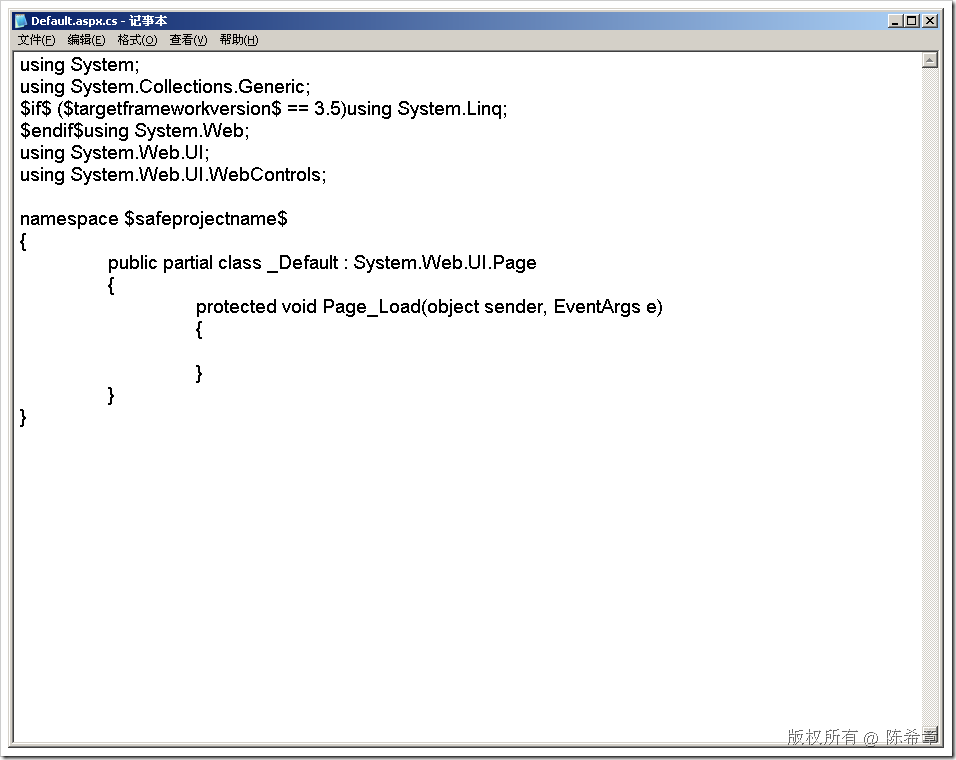 Default.aspx.cs - 记事本
文件(F) 编辑(E) 格式(O) 查看(V) 帮助(H)
using System;
using System.Collections.Generic;
$if$ ($targetframeworkversion$ == 3.5)using System.Linq;
$endif$using System.Web;
using System.Web.UI;
using System.Web.UI.WebControls;
namespace $safeprojectname$
{
public partial class _Default : System.Web.UI.Page
{
protected void Page_Load(object sender, EventArgs e)
{
}
}
}
版权所有 @ 陈希章